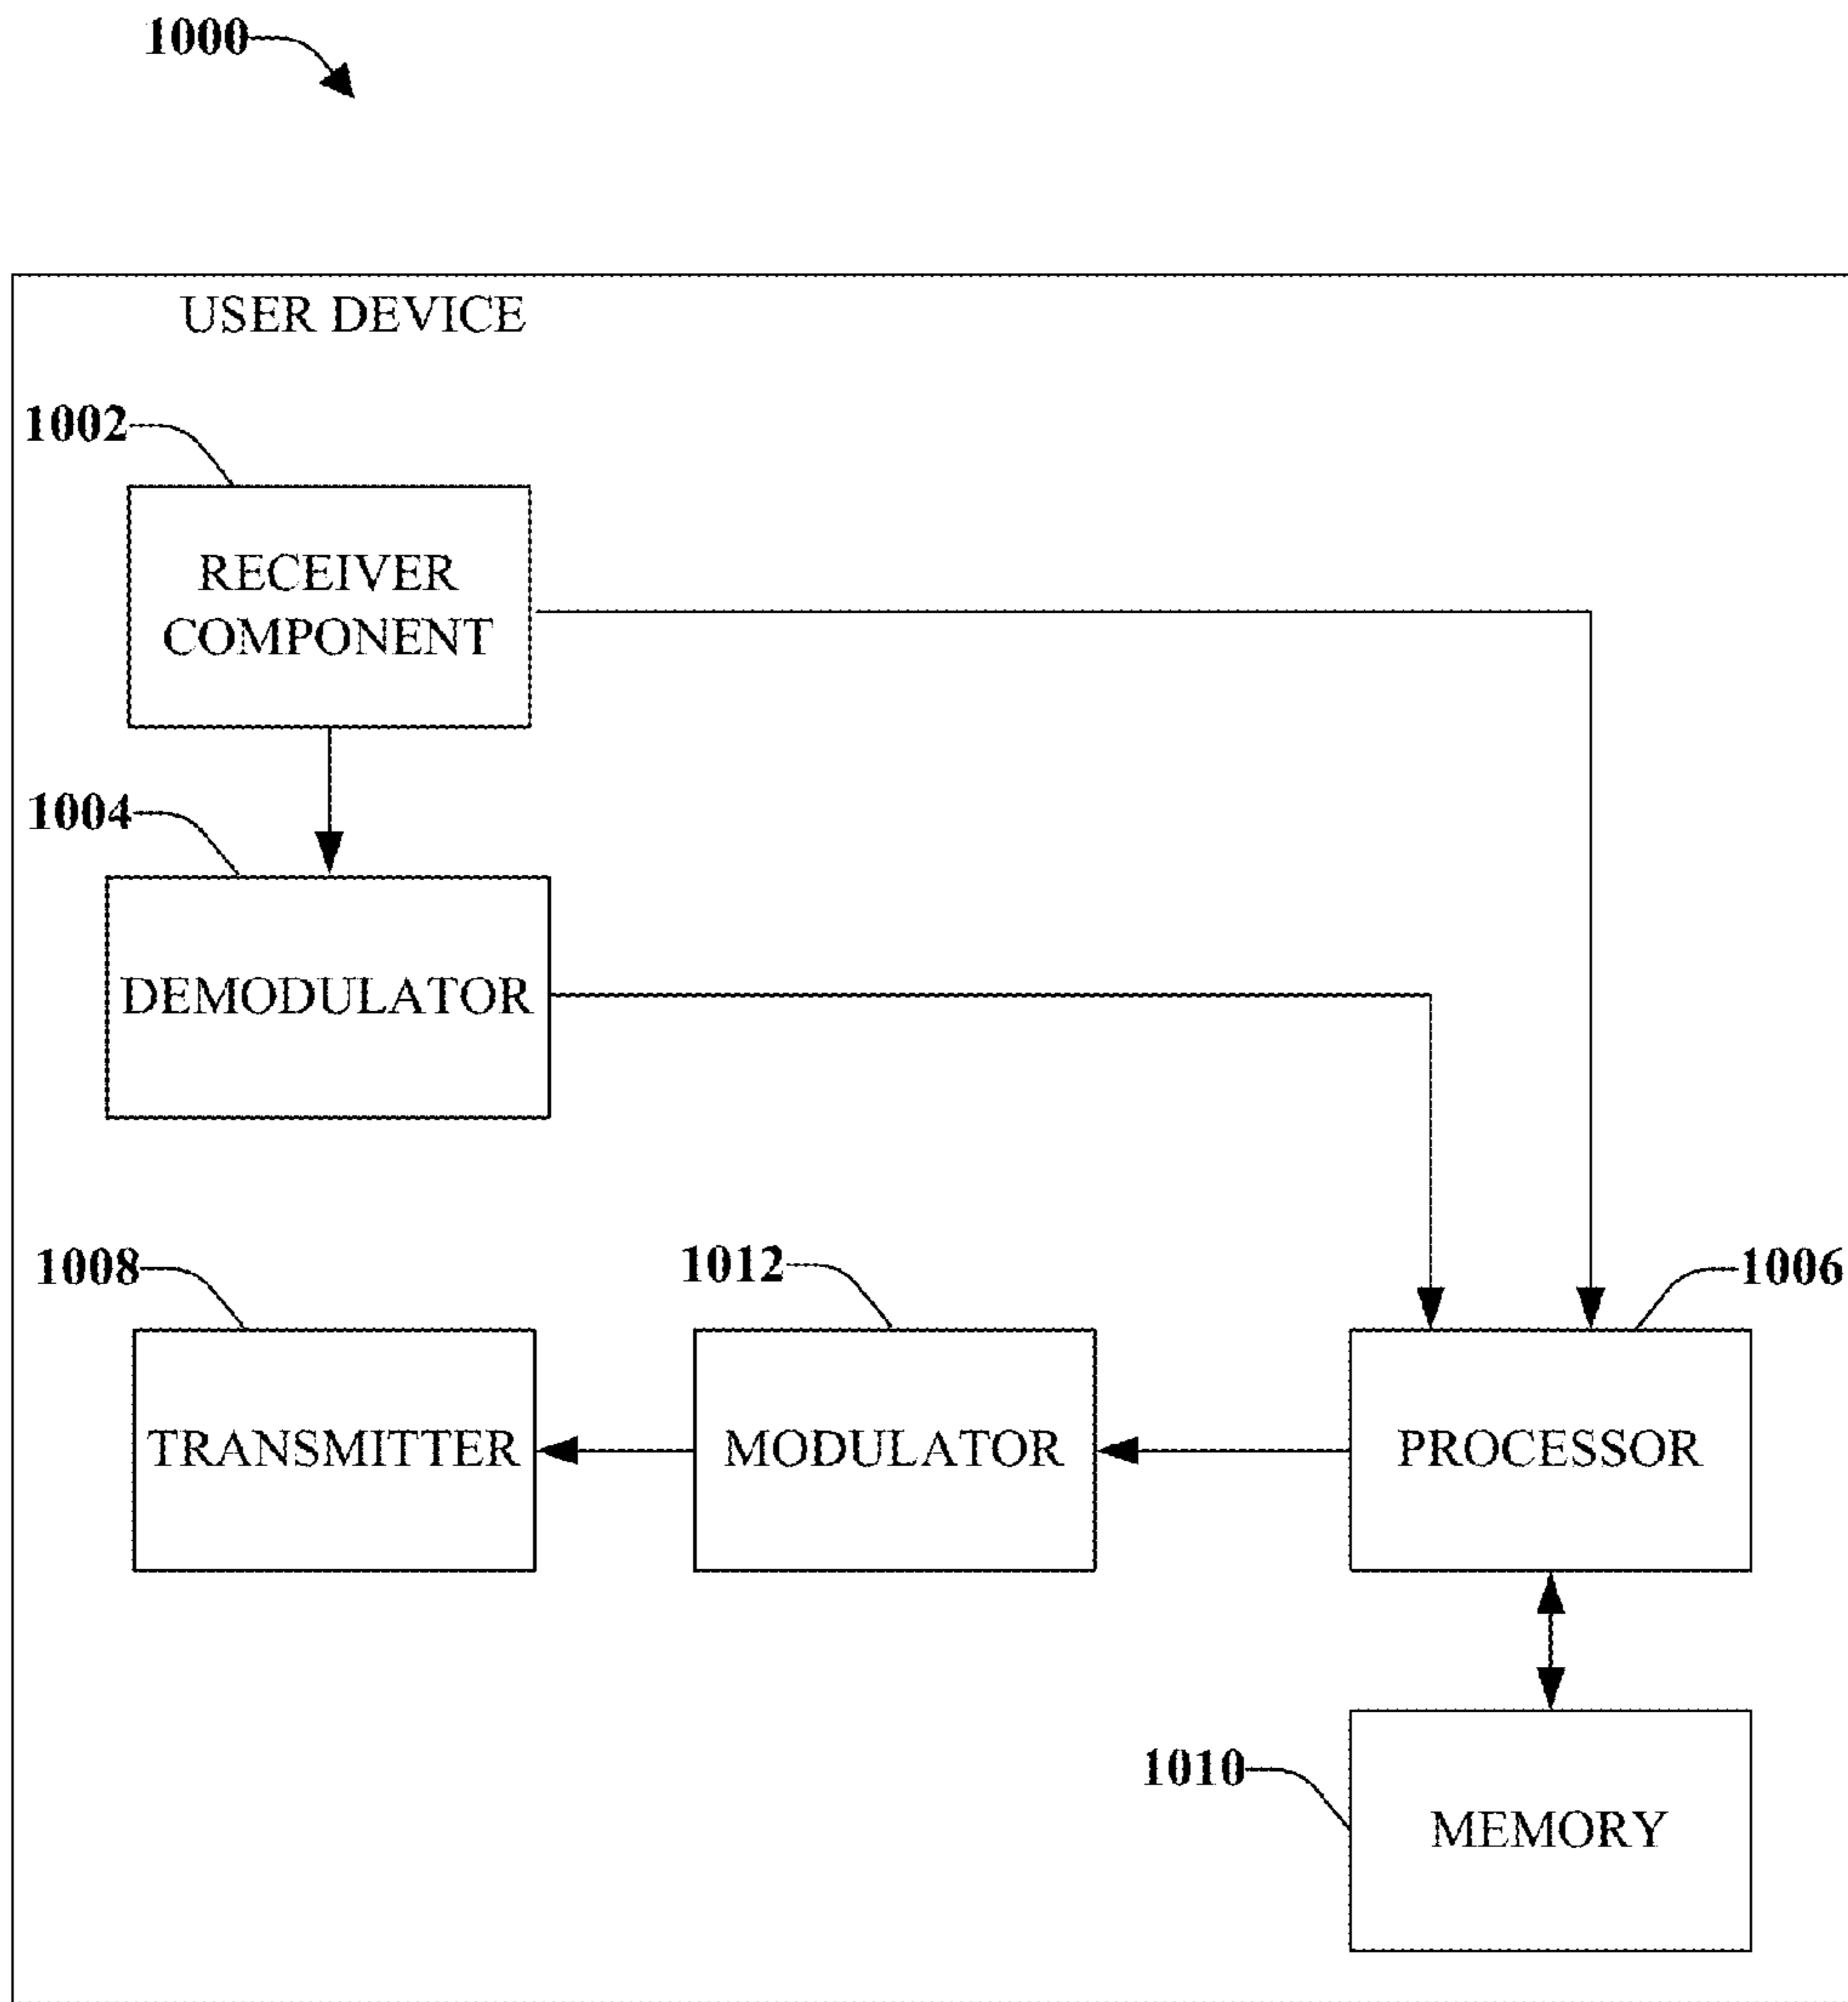 1000
USER DEVICE
1002
RECEIVER
COMPONENT
1004
DEMODULATOR
1008
1012
1006
TRANSMITTER
MODULATOR
PROCESSOR
1010
MEMORY